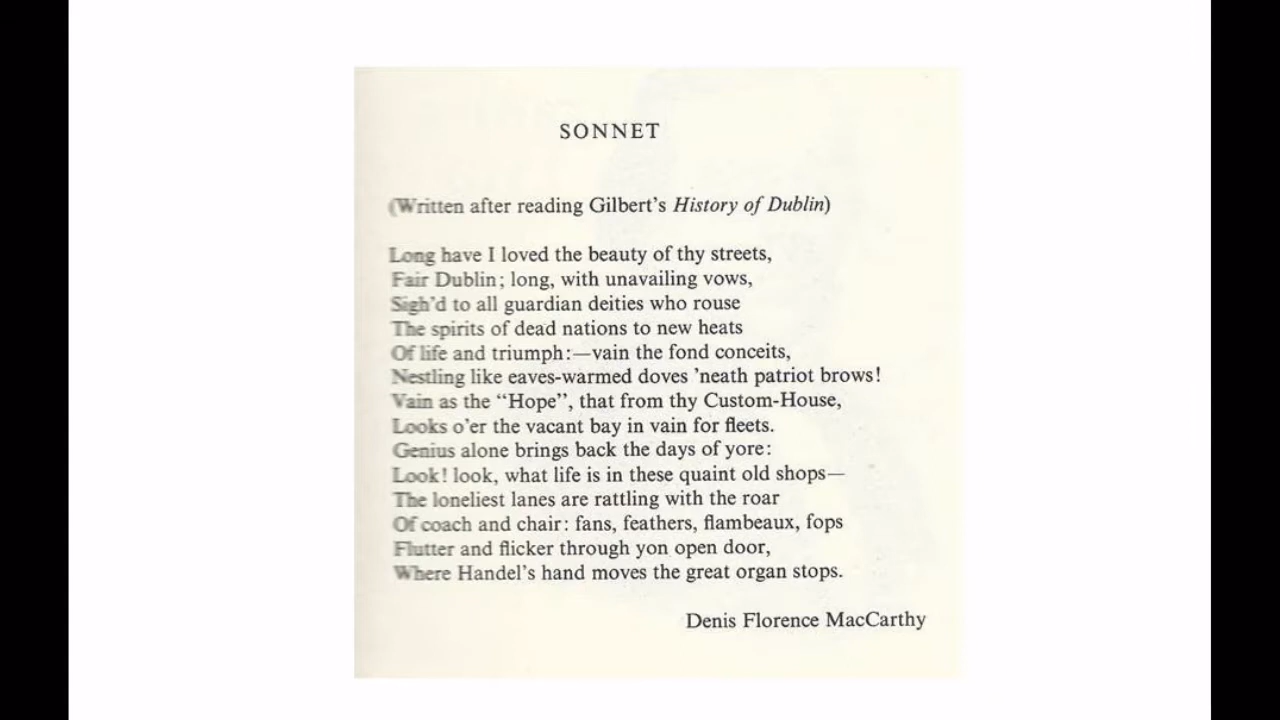 SONNET
(Written after reading Gilbert's History of Dublin)
Long have I loved the beauty of thy streets,
Fair Dublin; long, with unavailing vows,
Sigh'd to all guardian deities who rouse
The spirits of dead nations to new heats
Of life and triumph:—vain the fond conceits,
Nestling like eaves-warmed doves 'neath patriot brows!
Vain as the “Hope”, that from thy Custom-House,
Looks o'er the vacant bay in vain for fleets.
Genius alone brings back the days of yore:
Look! look, what life is in these quaint old shops—
The loneliest lanes are rattling with the roar
Of coach and chair: fans, feathers, flambeaux, fops
Flutter and flicker through yon open door,
Where Handel's hand moves the great organ stops.
Denis Florence MacCarthy